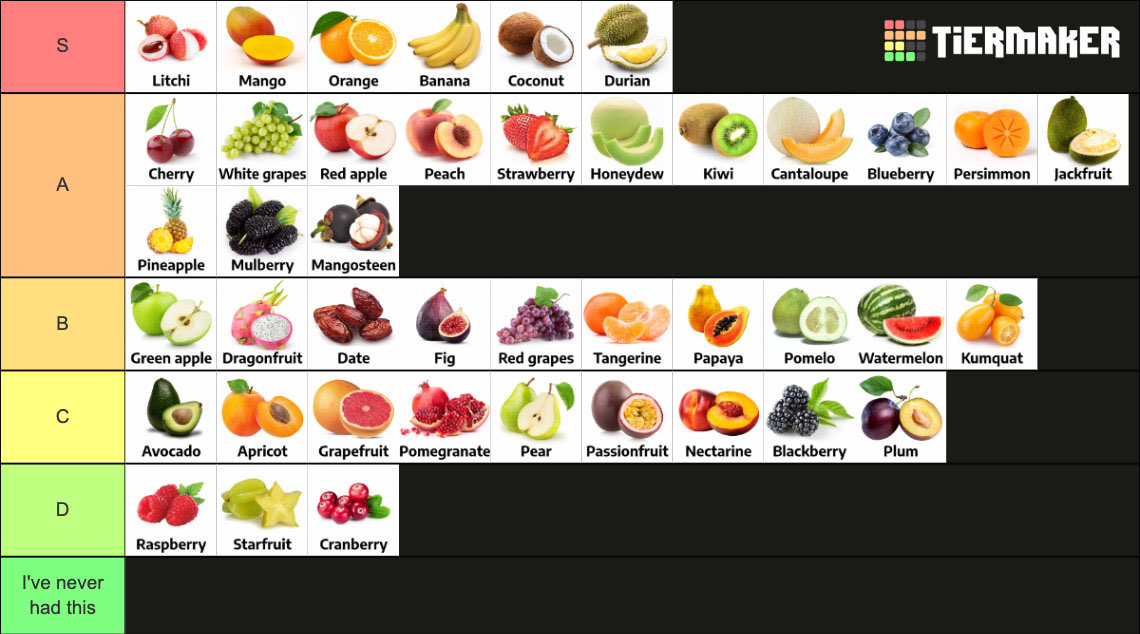 S
Litchi
Mango
Orange
Banana
Coconut
Durian
TiERMAKER
A
Cherry
White grapes
Red apple
Peach
Strawberry
Honeydew
Kiwi
Cantaloupe
Blueberry
Persimmon
Jackfruit
Pineapple
Mulberry
Mangosteen
B
Green apple
Dragonfruit
Date
Fig
Red grapes
Tangerine
Papaya
Pomelo
Watermelon
Kumquat
C
Avocado
Apricot
Grapefruit
Pomegranate
Pear
Passionfruit
Nectarine
Blackberry
Plum
D
Raspberry
Starfruit
Cranberry
I've never
had this